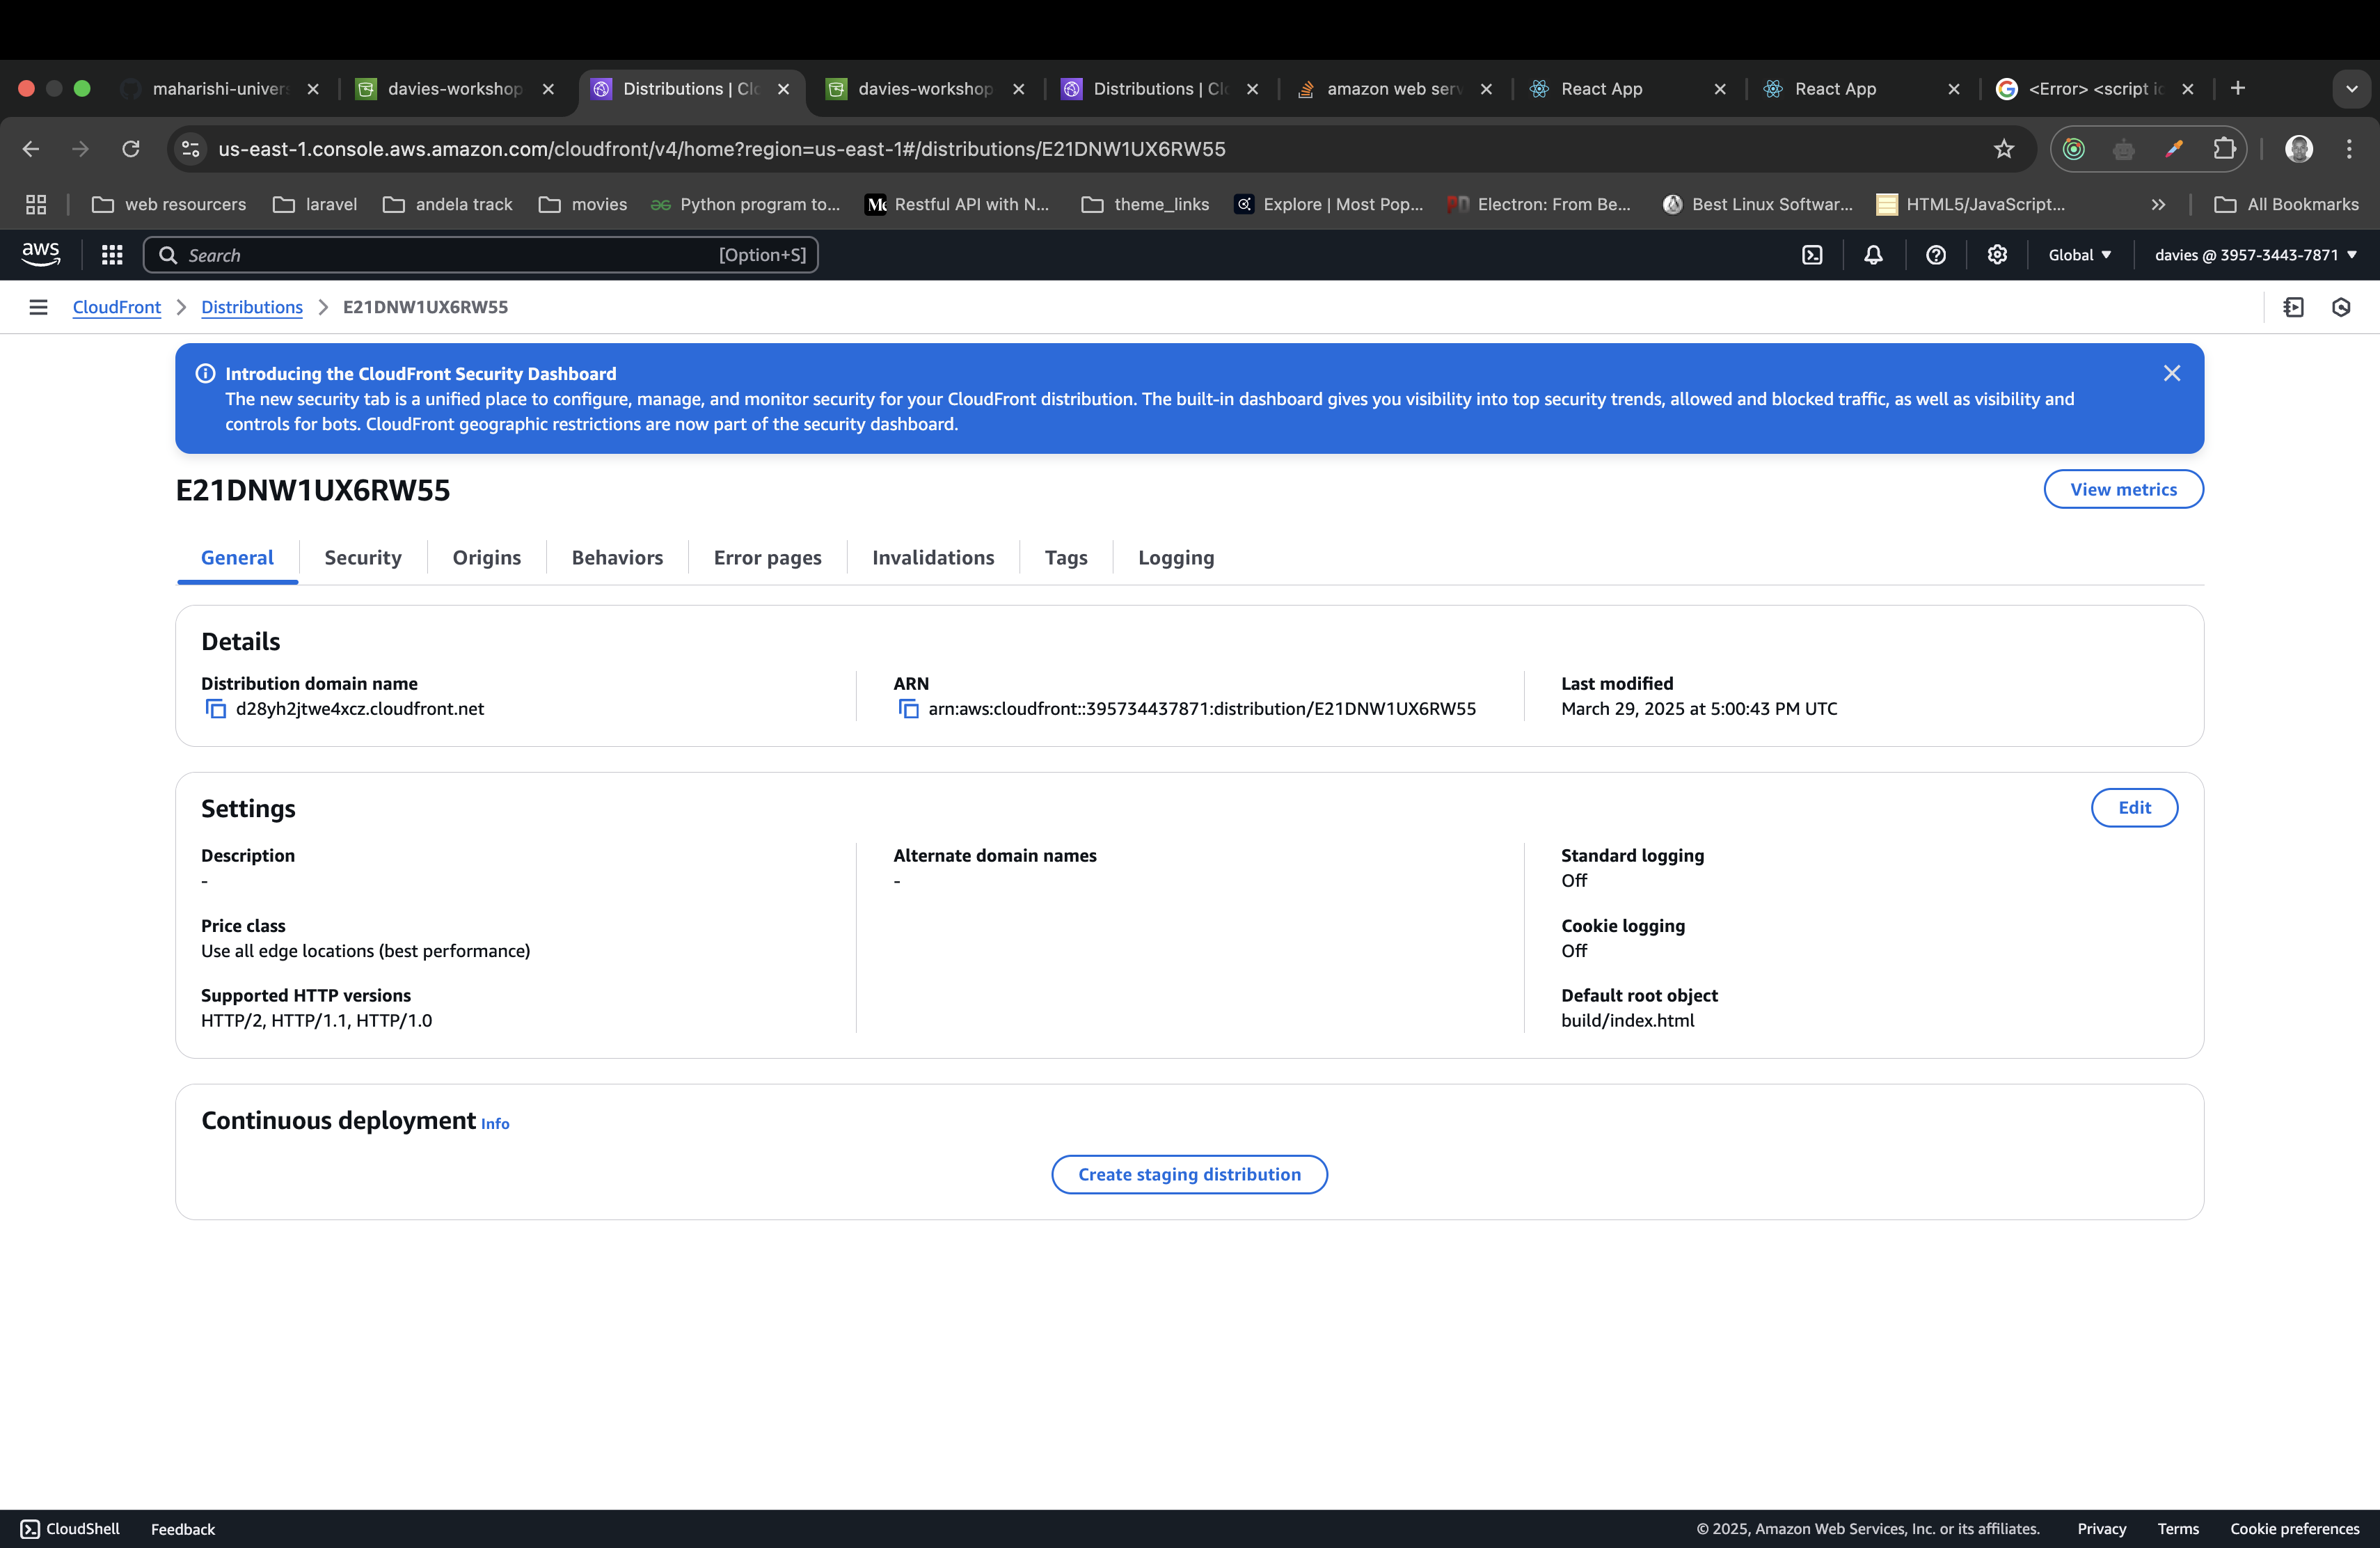 maharishi-univer
davies-workshop
Distributions | Cl
davies-workshop
Distributions | Cl
amazon web serv
React App
React App
<Error> <script i
us-east-1.console.aws.amazon.com/cloudfront/v4/home?region=us-east-1#/distributions/E21DNW1UX6RW55
web resourcers
laravel
andela track
movies
Python program to...
Restful API with N...
theme_links
Explore | Most Pop...
Electron: From Be...
Best Linux Softwar...
HTML5/JavaScript...
All Bookmarks
aws
Search
[Option+S]
Global
davies @ 3957-3443-7871
CloudFront
Distributions
E21DNW1UX6RW55
Introducing the CloudFront Security Dashboard
The new security tab is a unified place to configure, manage, and monitor security for your CloudFront distribution. The built-in dashboard gives you visibility into top security trends, allowed and blocked traffic, as well as visibility and
controls for bots. CloudFront geographic restrictions are now part of the security dashboard.
E21DNW1UX6RW55
View metrics
General
Security
Origins
Behaviors
Error pages
Invalidations
Tags
Logging
Details
Distribution domain name
d28yh2jtwe4xcz.cloudfront.net
ARN
arn:aws:cloudfront::395734437871:distribution/E21DNW1UX6RW55
Last modified
March 29, 2025 at 5:00:43 PM UTC
Settings
Edit
Description
-
Price class
Use all edge locations (best performance)
Supported HTTP versions
HTTP/2, HTTP/1.1, HTTP/1.0
Alternate domain names
-
Standard logging
Off
Cookie logging
Off
Default root object
build/index.html
Continuous deployment Info
Create staging distribution
CloudShell
Feedback
© 2025, Amazon Web Services, Inc. or its affiliates.
Privacy
Terms
Cookie preferences